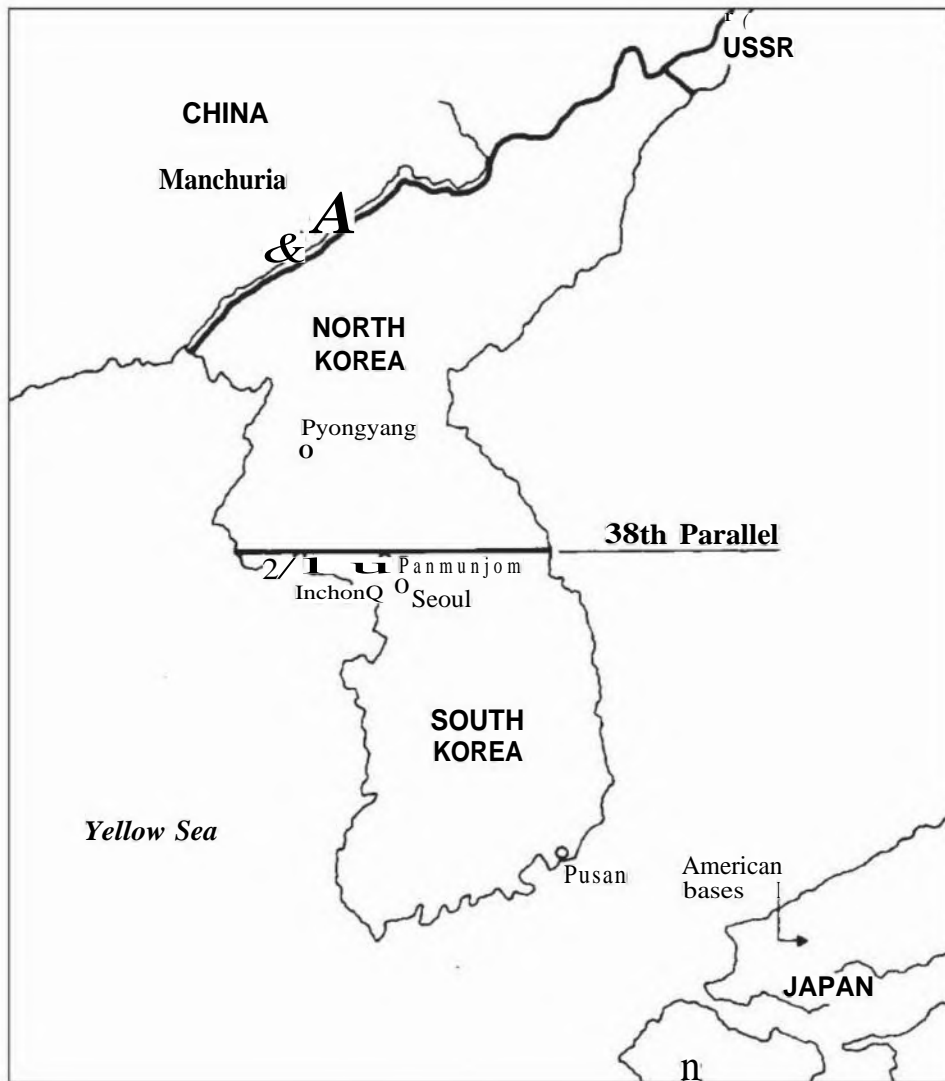 USSR
CHINA
Manchuria
& A
NORTH
KOREA
Pyongyang
38th Parallel
Panmunjom
Inchon
Seoul
SOUTH
KOREA
Yellow Sea
Pusan
American
bases
JAPAN
n